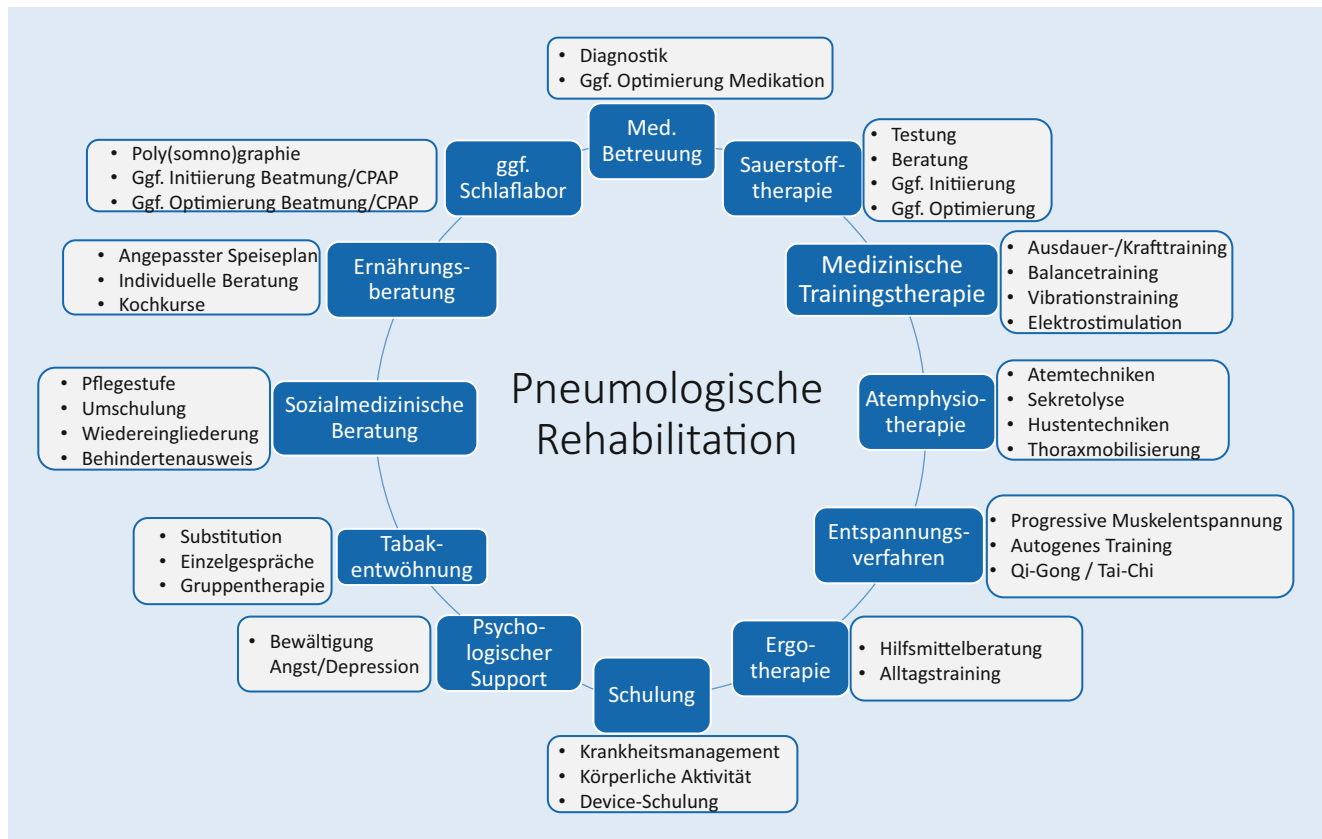 • Diagnostik
• Ggf. Optimierung Medikation
Med.
Betreuung
• Testung
• Beratung
• Ggf. Initiierung
• Ggf. Optimierung
Sauerstoff-
therapie
• Ausdauer-/Krafttraining
• Balancetraining
• Vibrationstraining
• Elektrostimulation
Medizinische
Trainingstherapie
• Atemtechniken
• Sekretolyse
• Hustentechniken
• Thoraxmobilisierung
Atemphysio-
therapie
• Progressive Muskelentspannung
• Autogenes Training
• Qi-Gong / Tai-Chi
Entspannungs-
verfahren
• Hilfsmittelberatung
• Alltagstraining
Ergo-
therapie
Schulung
• Krankheitsmanagement
• Körperliche Aktivität
• Device-Schulung
Psycho-
logischer
Support
• Bewältigung
Angst/Depression
Tabak-
entwöhnung
• Substitution
• Einzelgespräche
• Gruppentherapie
Sozialmedizinische
Beratung
• Pflegestufe
• Umschulung
• Wiedereingliederung
• Behindertenausweis
Ernährungs-
beratung
• Angepasster Speiseplan
• Individuelle Beratung
• Kochkurse
ggf.
Schlaflabor
• Poly(somno)graphie
• Ggf. Initiierung Beatmung/CPAP
• Ggf. Optimierung Beatmung/CPAP
Pneumologische
Rehabilitation